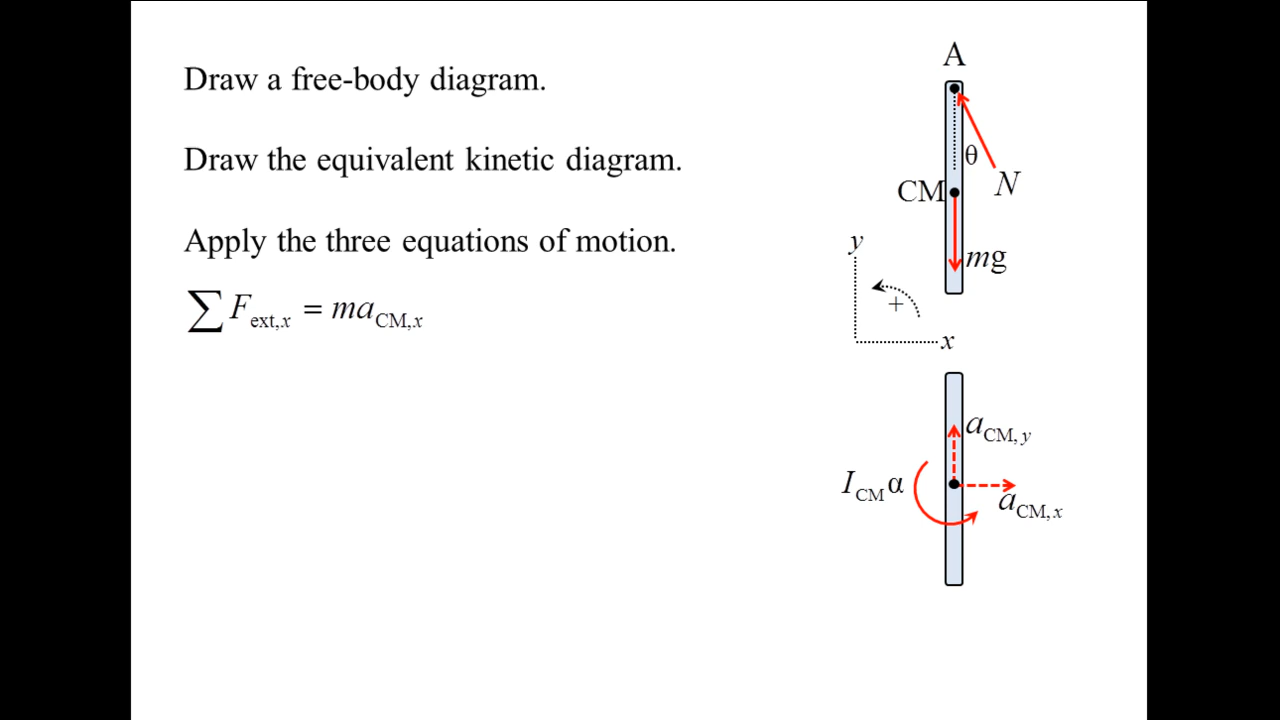 Draw a free-body diagram.
Draw the equivalent kinetic diagram.
Apply the three equations of motion.
∑ F_ext,x = ma_CM,x
A
θ
N
CM
mg
y
+
x
a_CM,y
I_CM α
a_CM,x